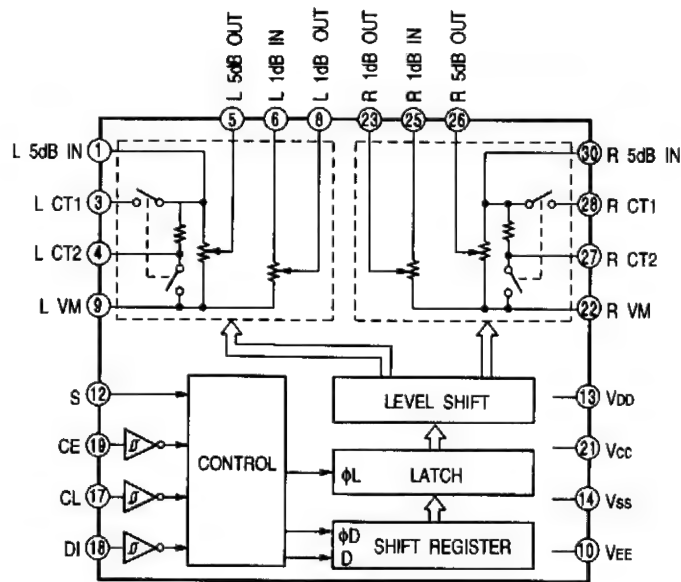 L 5dB OUT
L 1dB IN
L 1dB OUT
R 1dB OUT
R 1dB IN
R 5dB OUT
5
6
8
23
25
26
L 5dB IN
1
30
R 5dB IN
L CT1
3
28
R CT1
L CT2
4
27
R CT2
L VM
9
22
R VM
S
12
LEVEL SHIFT
13
VDD
CE
19
CONTROL
φL
LATCH
21
VCC
CL
17
14
VSS
DI
18
φD
D
SHIFT REGISTER
10
VEE